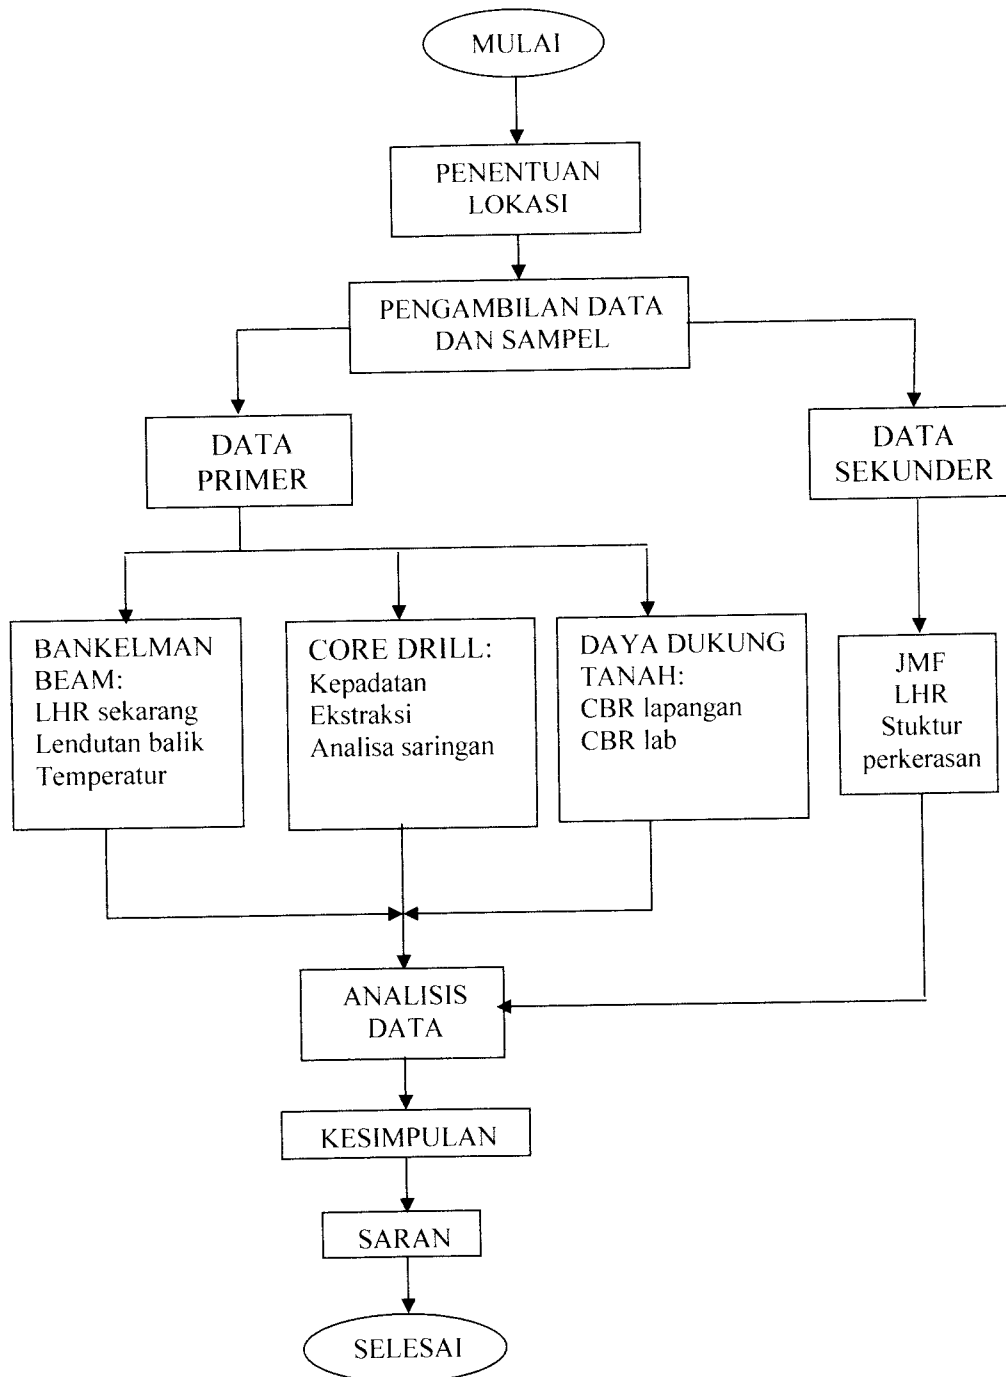 MULAI
PENENTUAN
LOKASI
PENGAMBILAN DATA
DAN SAMPEL
DATA
PRIMER
DATA
SEKUNDER
BANKELMAN
BEAM:
LHR sekarang
Lendutan balik
Temperatur
CORE DRILL:
Kepadatan
Ekstraksi
Analisa saringan
DAYA DUKUNG
TANAH:
CBR lapangan
CBR lab
JMF
LHR
Stuktur
perkerasan
ANALISIS
DATA
KESIMPULAN
SARAN
SELESAI